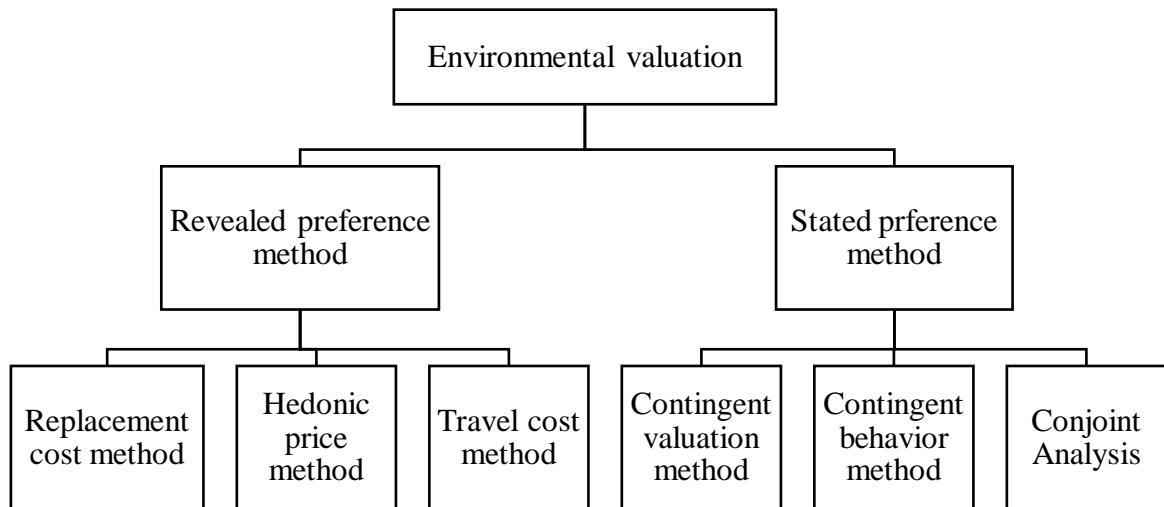 Environmental valuation
Revealed preference
method
Stated prference
method
Replacement
cost method
Hedonic
price
method
Travel cost
method
Contingent
valuation
method
Contingent
behavior
method
Conjoint
Analysis